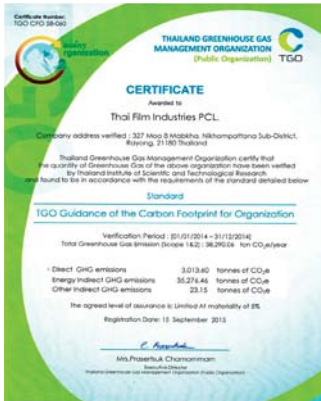 Certificate Number:
TGO CFO 58-060
THAILAND GREENHOUSE GAS
MANAGEMENT ORGANIZATION
(Public Organization)
TGO
CERTIFICATE
Awarded to
Thai Film Industries PCL.
Company address verified : 327 Moo 8 Mabkha, Nikhompattana Sub-District,
Rayong, 21180 Thailand
Thailand Greenhouse Gas Management Organization certify that
the quantity of Greenhouse Gas of the above organization have been verified
by Thailand Institute of Scientific and Technological Research
and found to be in accordance with the requirements of the standard detailed below
Standard
TGO Guidance of the Carbon Footprint for Organization
Verification Period : [01/01/2014 – 31/12/2014]
Total Greenhouse Gas Emission (Scope 1&2) : 38,290.06 ton CO₂e/year
Direct GHG emissions 3,013.60 tonnes of CO₂e
Energy Indirect GHG emissions 35,276.46 tonnes of CO₂e
Other Indirect GHG emissions 23.15 tonnes of CO₂e
The agreed level of assurance is Limited At materiality of 5%
Registration Date: 15 September 2015
Mrs.Prasertsuk Chamornmarn
Executive Director
Thailand Greenhouse Gas Management Organization (Public Organization)